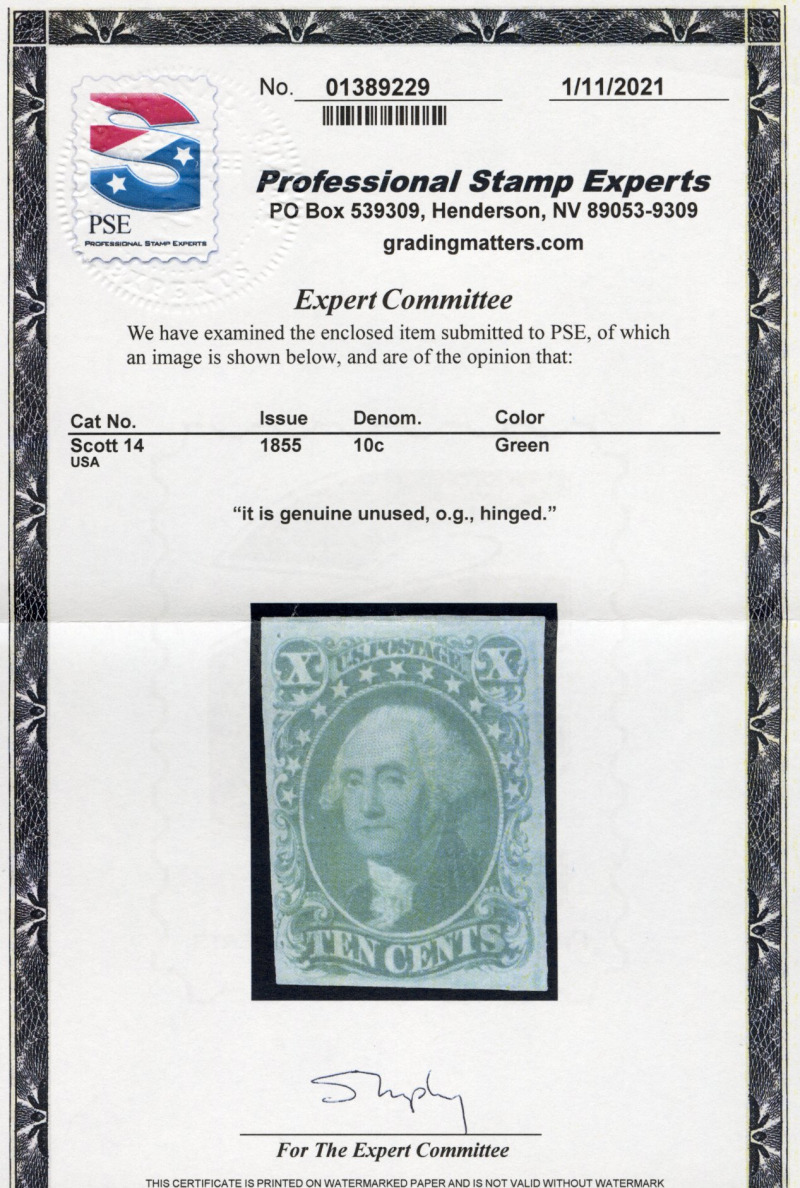 No. 01389229 1/11/2021
PSE
PROFESSIONAL STAMP EXPERTS
Professional Stamp Experts
PO Box 539309, Henderson, NV 89053-9309
gradingmatters.com
EXPERTS
Expert Committee
We have examined the enclosed item submitted to PSE, of which
an image is shown below, and are of the opinion that:
Cat No. Issue Denom. Color
Scott 14 1855 10c Green
USA
“it is genuine unused, o.g., hinged.”
X U.S. POSTAGE X
TEN CENTS
For The Expert Committee
THIS CERTIFICATE IS PRINTED ON WATERMARKED PAPER AND IS NOT VALID WITHOUT WATERMARK